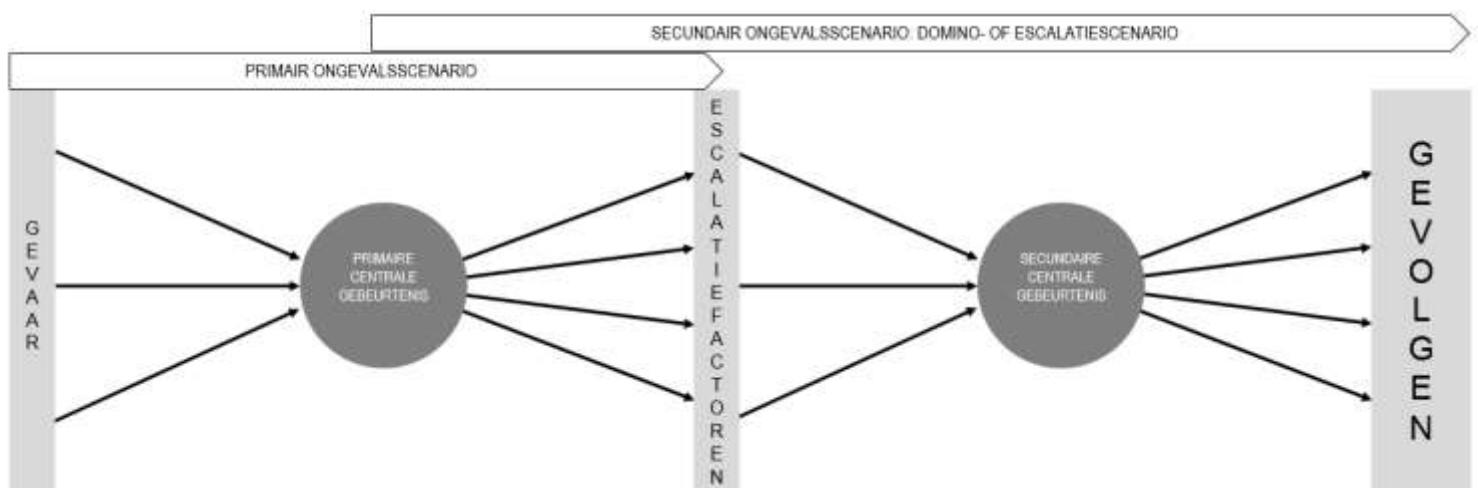 SECUNDAIR ONGEVALSSCENARIO: DOMINO- OF ESCALATIESCENARIO
PRIMAIR ONGEVALSSCENARIO
GEVAAR
PRIMAIRE
CENTRALE
GEBEURTENIS
ESCALATIEFACTOREN
SECUNDAIRE
CENTRALE
GEBEURTENIS
GEVOLGEN